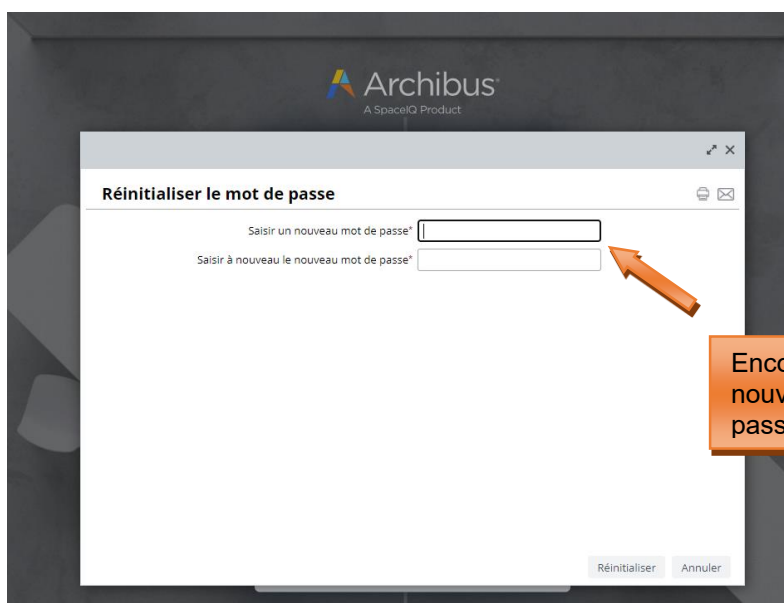 Archibus
A SpaceIQ Product
Réinitialiser le mot de passe
Saisir un nouveau mot de passe*
Saisir à nouveau le nouveau mot de passe*
Réinitialiser Annuler